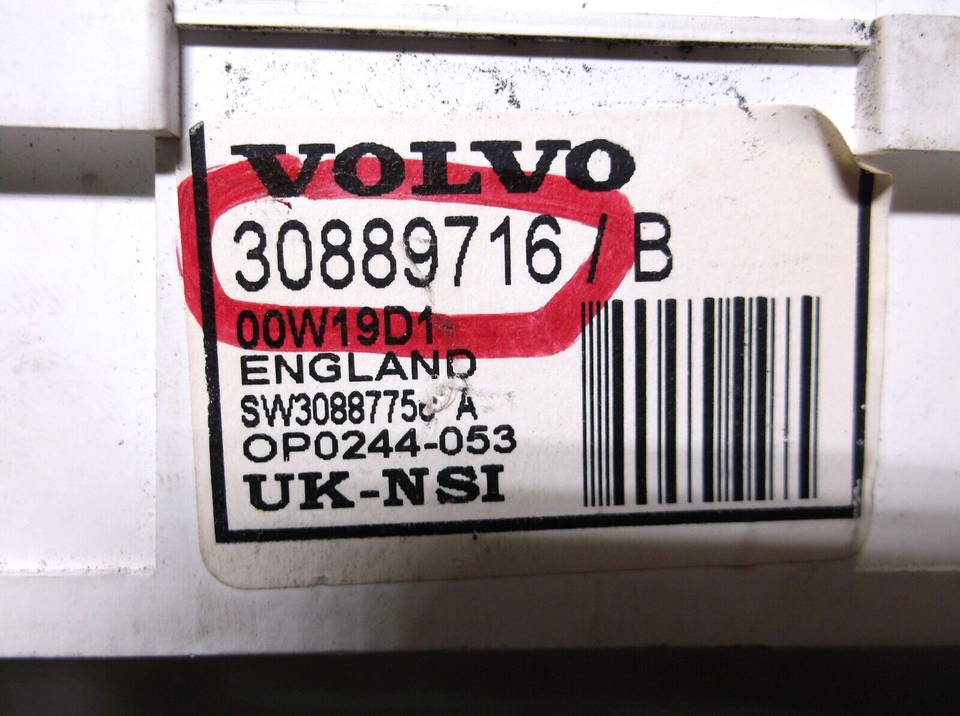 VOLVO
30889716 / B
00W19D1
ENGLAND
OP0244-053
UK-NSI